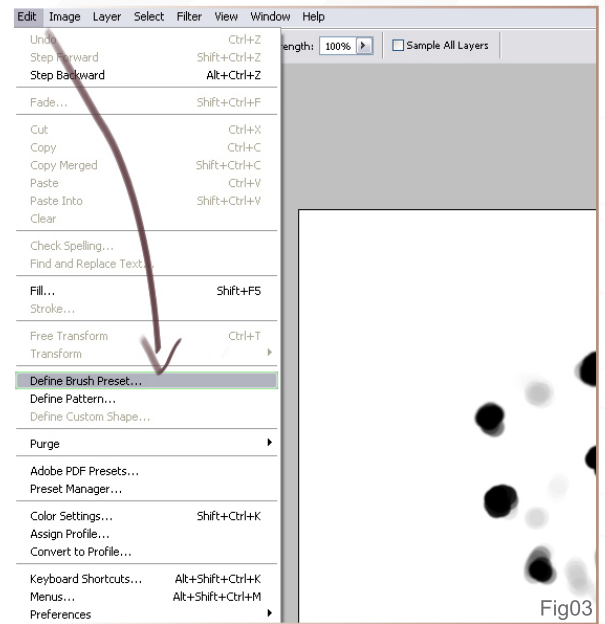 Edit Image Layer Select Filter View Window Help
ength: 100% Sample All Layers
Undo Ctrl+Z
Step Forward Shift+Ctrl+Z
Step Backward Alt+Ctrl+Z
Fade... Shift+Ctrl+F
Cut Ctrl+X
Copy Ctrl+C
Copy Merged Shift+Ctrl+C
Paste Ctrl+V
Paste Into Shift+Ctrl+V
Clear
Check Spelling...
Find and Replace Text...
Fill... Shift+F5
Stroke...
Free Transform Ctrl+T
Transform
Define Brush Preset...
Define Pattern...
Define Custom Shape...
Purge
Adobe PDF Presets...
Preset Manager...
Color Settings... Shift+Ctrl+K
Assign Profile...
Convert to Profile...
Keyboard Shortcuts... Alt+Shift+Ctrl+K
Menus... Alt+Shift+Ctrl+M
Preferences
Fig03